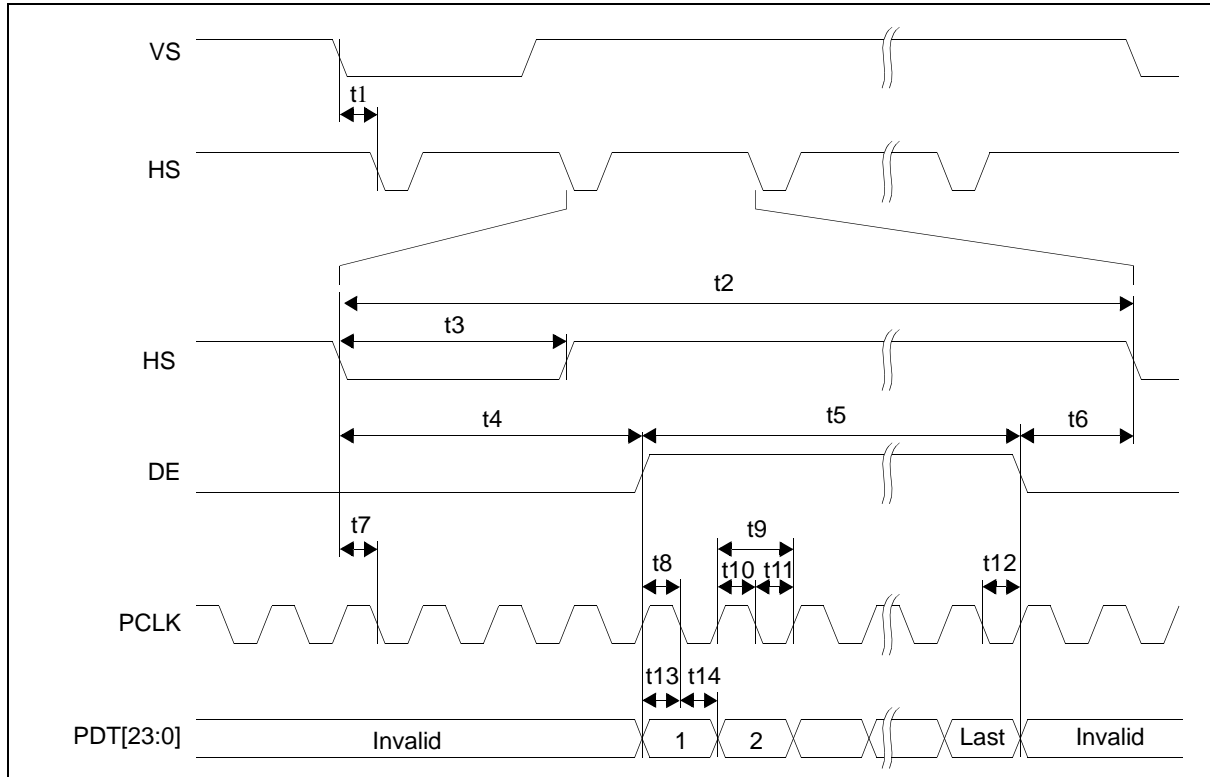 VS
t1
HS
t2
t3
HS
t4
t5
t6
DE
t7
t9
t8
t10
t11
t12
PCLK
t13
t14
PDT[23:0]
Invalid
1
2
Last
Invalid